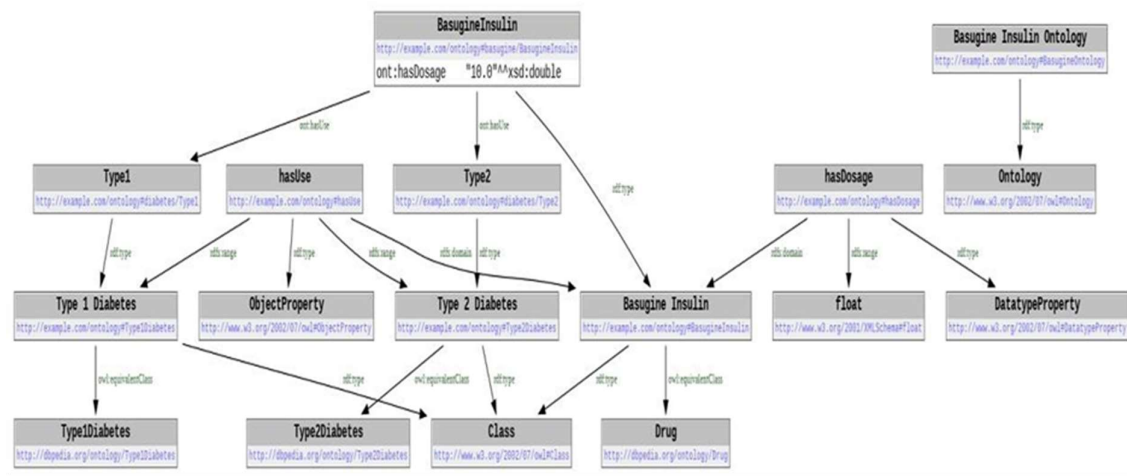 BasugineInsulin
http://example.com/ontology#basugine/BasugineInsulin
ont:hasDosage "10.0"^^xsd:double
Basugine Insulin Ontology
http://example.com/ontology#BasugineOntology
ont:hasUse
ont:hasUse
rdf:type
rdf:type
Type1
http://example.com/ontology#diabetes/Type1
hasUse
http://example.com/ontology#hasUse
Type2
http://example.com/ontology#diabetes/Type2
hasDosage
http://example.com/ontology#hasDosage
Ontology
http://www.w3.org/2002/07/owl#Ontology
rdf:type
rdfs:range
rdf:type
rdfs:range
rdfs:domain
rdf:type
rdfs:domain
rdf:type
rdf:type
Type 1 Diabetes
http://example.com/ontology#Type1Diabetes
ObjectProperty
http://www.w3.org/2002/07/owl#ObjectProperty
Type 2 Diabetes
http://example.com/ontology#Type2Diabetes
Basugine Insulin
http://example.com/ontology#BasugineInsulin
float
http://www.w3.org/2001/XMLSchema#float
DatatypeProperty
http://www.w3.org/2002/07/owl#DatatypeProperty
owl:equivalentClass
rdf:type
owl:equivalentClass
rdf:type
rdf:type
owl:equivalentClass
Type1Diabetes
http://dbpedia.org/ontology/Type1Diabetes
Type2Diabetes
http://dbpedia.org/ontology/Type2Diabetes
Class
http://www.w3.org/2002/07/owl#Class
Drug
http://dbpedia.org/ontology/Drug